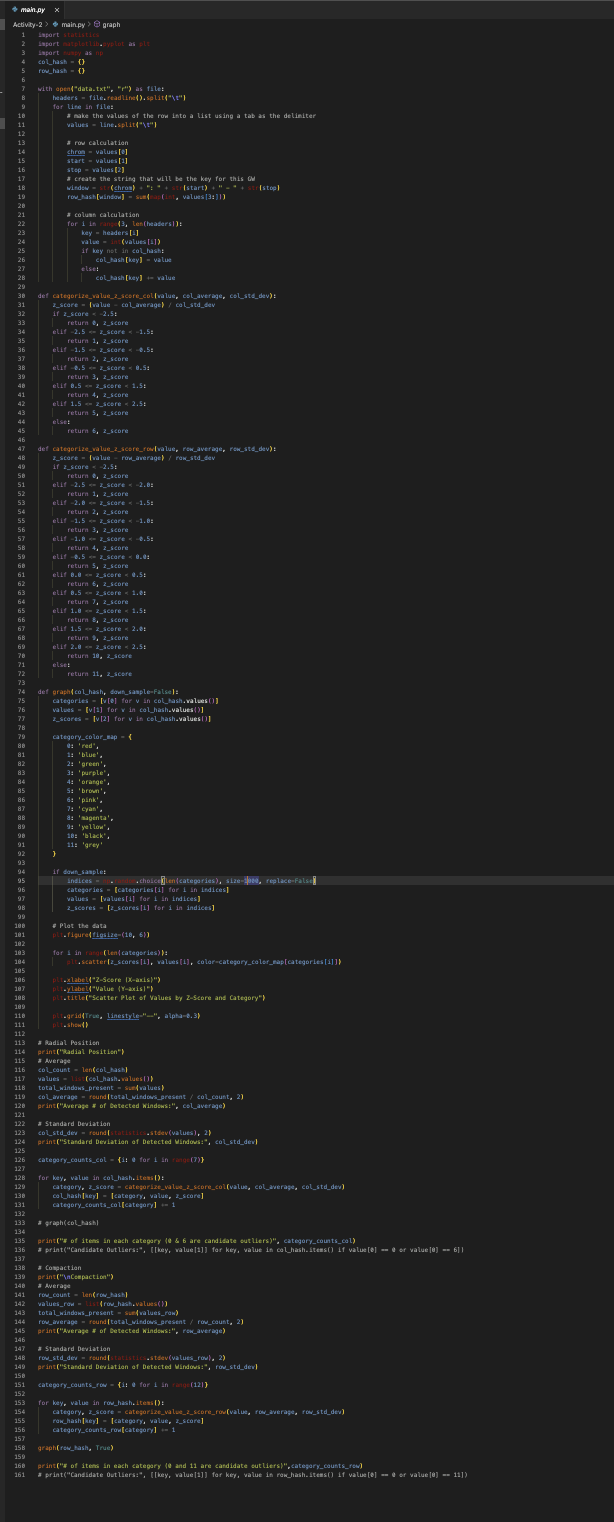 main.py ×
Activity-2 > main.py > graph
1 import statistics
2 import matplotlib.pyplot as plt
3 import numpy as np
4 col_hash = {}
5 row_hash = {}
6
7 with open("data.txt", "r") as file:
8     headers = file.readline().split("\t")
9     for line in file:
10         # make the values of the row into a list using a tab as the delimiter
11         values = line.split("\t")
12
13         # row calculation
14         chrom = values[0]
15         start = values[1]
16         stop = values[2]
17         # create the string that will be the key for this GW
18         window = str(chrom) + ": " + str(start) + " - " + str(stop)
19         row_hash[window] = sum(map(int, values[3:]))
20
21         # column calculation
22         for i in range(3, len(headers)):
23             key = headers[i]
24             value = int(values[i])
25             if key not in col_hash:
26                 col_hash[key] = value
27             else:
28                 col_hash[key] += value
29
30 def categorize_value_z_score_col(value, col_average, col_std_dev):
31     z_score = (value - col_average) / col_std_dev
32     if z_score < -2.5:
33         return 0, z_score
34     elif -2.5 <= z_score < -1.5:
35         return 1, z_score
36     elif -1.5 <= z_score < -0.5:
37         return 2, z_score
38     elif -0.5 <= z_score < 0.5:
39         return 3, z_score
40     elif 0.5 <= z_score < 1.5:
41         return 4, z_score
42     elif 1.5 <= z_score < 2.5:
43         return 5, z_score
44     else:
45         return 6, z_score
46
47 def categorize_value_z_score_row(value, row_average, row_std_dev):
48     z_score = (value - row_average) / row_std_dev
49     if z_score < -2.5:
50         return 0, z_score
51     elif -2.5 <= z_score < -2.0:
52         return 1, z_score
53     elif -2.0 <= z_score < -1.5:
54         return 2, z_score
55     elif -1.5 <= z_score < -1.0:
56         return 3, z_score
57     elif -1.0 <= z_score < -0.5:
58         return 4, z_score
59     elif -0.5 <= z_score < 0.0:
60         return 5, z_score
61     elif 0.0 <= z_score < 0.5:
62         return 6, z_score
63     elif 0.5 <= z_score < 1.0:
64         return 7, z_score
65     elif 1.0 <= z_score < 1.5:
66         return 8, z_score
67     elif 1.5 <= z_score < 2.0:
68         return 9, z_score
69     elif 2.0 <= z_score < 2.5:
70         return 10, z_score
71     else:
72         return 11, z_score
73
74 def graph(col_hash, down_sample=False):
75     categories = [v[0] for v in col_hash.values()]
76     values = [v[1] for v in col_hash.values()]
77     z_scores = [v[2] for v in col_hash.values()]
78
79     category_color_map = {
80         0: 'red',
81         1: 'blue',
82         2: 'green',
83         3: 'purple',
84         4: 'orange',
85         5: 'brown',
86         6: 'pink',
87         7: 'cyan',
88         8: 'magenta',
89         9: 'yellow',
90         10: 'black',
91         11: 'grey'
92     }
93
94     if down_sample:
95         indices = np.random.choice(len(categories), size=1000, replace=False)
96         categories = [categories[i] for i in indices]
97         values = [values[i] for i in indices]
98         z_scores = [z_scores[i] for i in indices]
99
100     # Plot the data
101     plt.figure(figsize=(10, 6))
102
103     for i in range(len(categories)):
104         plt.scatter(z_scores[i], values[i], color=category_color_map[categories[i]])
105
106     plt.xlabel("Z-Score (X-axis)")
107     plt.ylabel("Value (Y-axis)")
108     plt.title("Scatter Plot of Values by Z-Score and Category")
109
110     plt.grid(True, linestyle="--", alpha=0.3)
111     plt.show()
112
113 # Radial Position
114 print("Radial Position")
115 # Average
116 col_count = len(col_hash)
117 values = list(col_hash.values())
118 total_windows_present = sum(values)
119 col_average = round(total_windows_present / col_count, 2)
120 print("Average # of Detected Windows:", col_average)
121
122 # Standard Deviation
123 col_std_dev = round(statistics.stdev(values), 2)
124 print("Standard Deviation of Detected Windows:", col_std_dev)
125
126 category_counts_col = {i: 0 for i in range(7)}
127
128 for key, value in col_hash.items():
129     category, z_score = categorize_value_z_score_col(value, col_average, col_std_dev)
130     col_hash[key] = [category, value, z_score]
131     category_counts_col[category] += 1
132
133 # graph(col_hash)
134
135 print("# of items in each category (0 & 6 are candidate outliers)", category_counts_col)
136 # print("Candidate Outliers:", [[key, value[1]] for key, value in col_hash.items() if value[0] == 0 or value[0] == 6])
137
138 # Compaction
139 print("\nCompaction")
140 # Average
141 row_count = len(row_hash)
142 values_row = list(row_hash.values())
143 total_windows_present = sum(values_row)
144 row_average = round(total_windows_present / row_count, 2)
145 print("Average # of Detected Windows:", row_average)
146
147 # Standard Deviation
148 row_std_dev = round(statistics.stdev(values_row), 2)
149 print("Standard Deviation of Detected Windows:", row_std_dev)
150
151 category_counts_row = {i: 0 for i in range(12)}
152
153 for key, value in row_hash.items():
154     category, z_score = categorize_value_z_score_row(value, row_average, row_std_dev)
155     row_hash[key] = [category, value, z_score]
156     category_counts_row[category] += 1
157
158 graph(row_hash, True)
159
160 print("# of items in each category (0 and 11 are candidate outliers)",category_counts_row)
161 # print("Candidate Outliers:", [[key, value[1]] for key, value in row_hash.items() if value[0] == 0 or value[0] == 11])